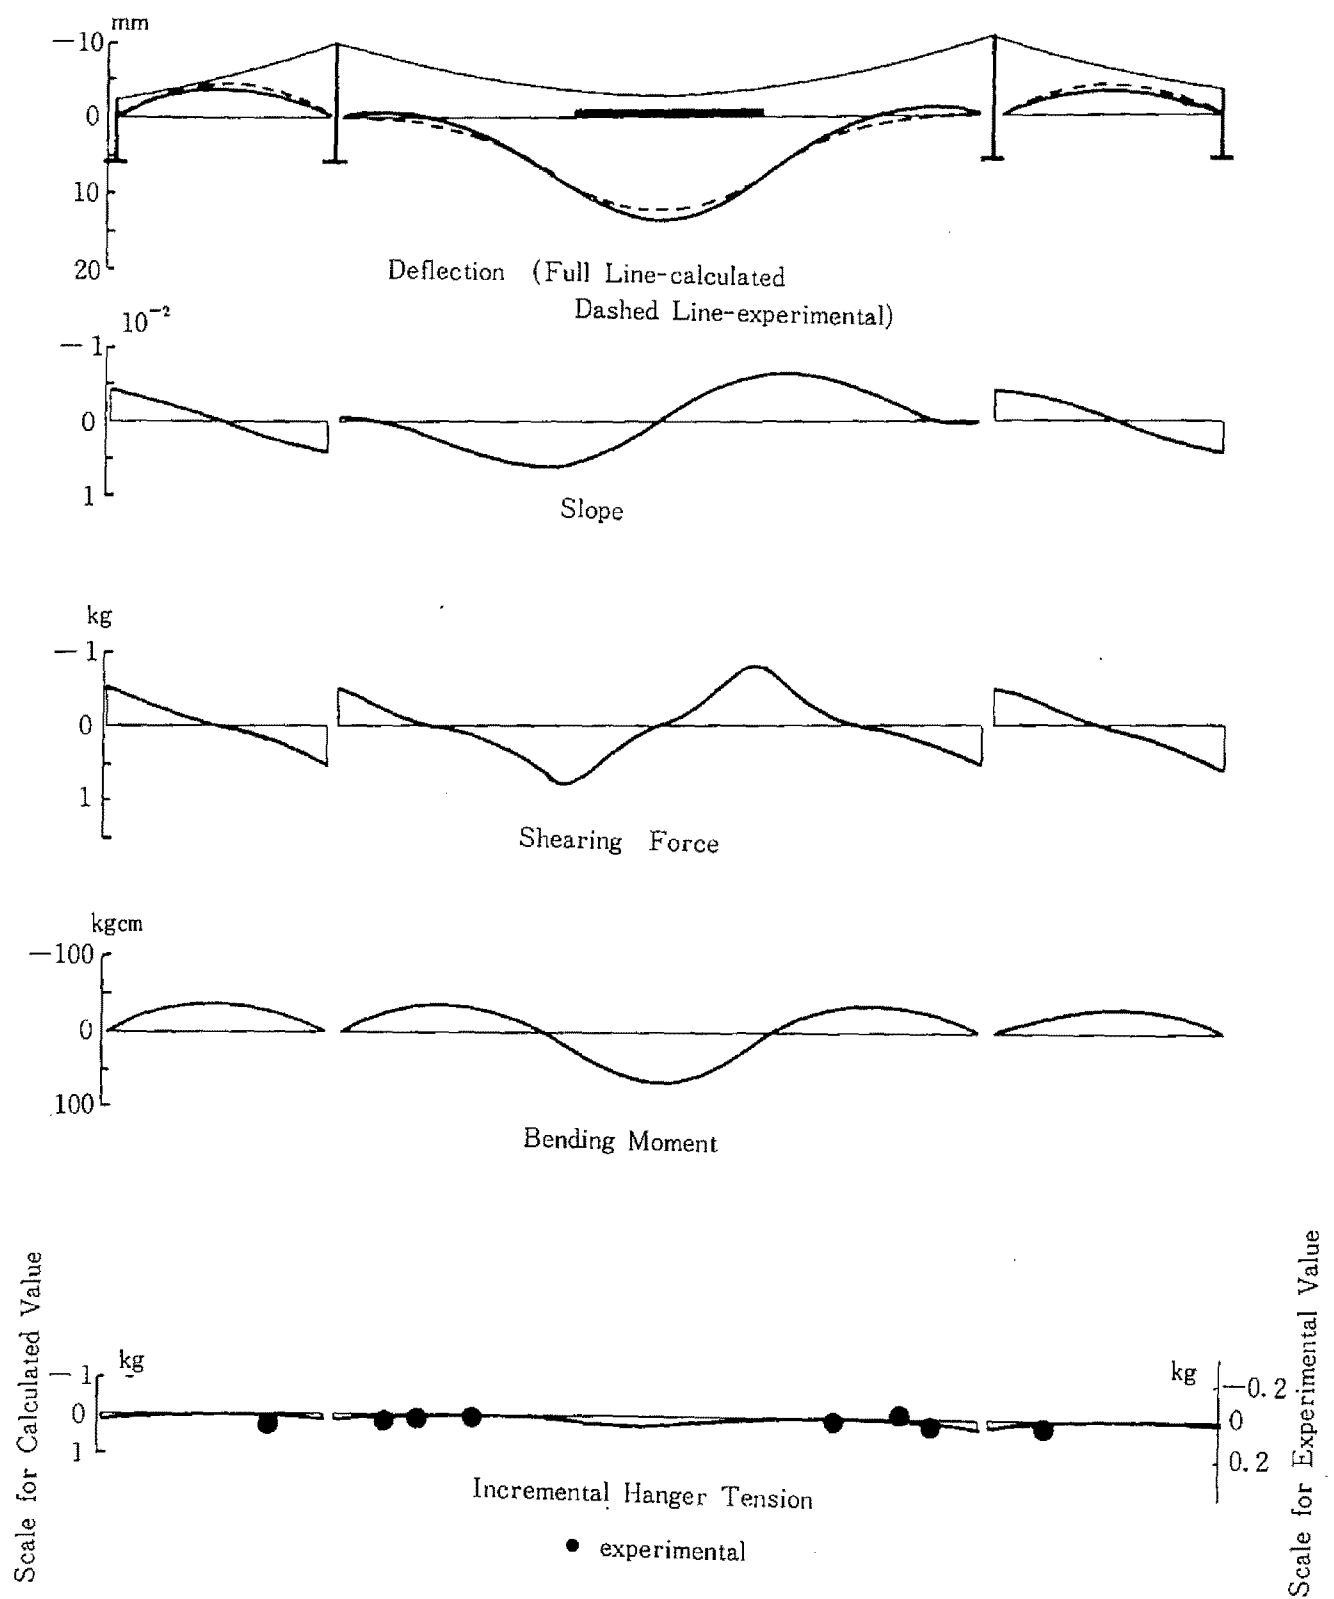 mm
−10
0
10
20
Deflection (Full Line-calculated
Dashed Line-experimental)
10⁻²
−1
0
1
Slope
kg
−1
0
1
Shearing Force
kgcm
−100
0
100
Bending Moment
Scale for Calculated Value
kg
−1
0
1
kg
−0.2
0
0.2
Scale for Experimental Value
Incremental Hanger Tension
● experimental